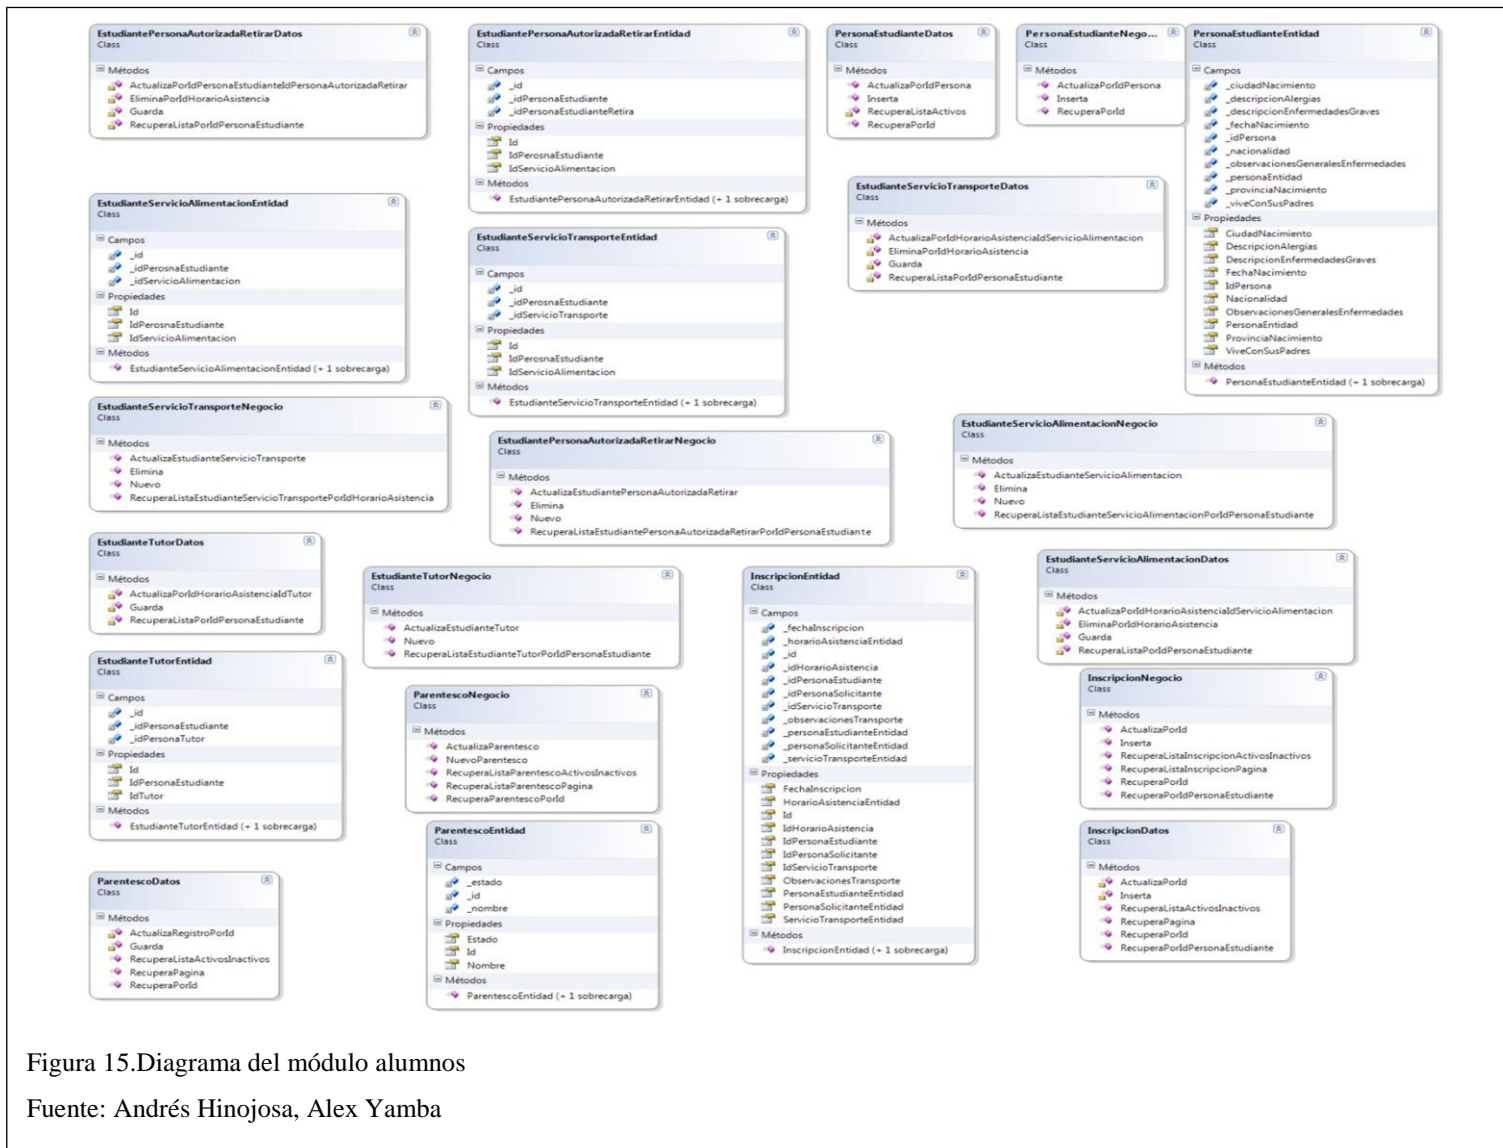 EstudiantePersonaAutorizadaRetirarDatos
Class
Métodos
ActualizaPorIdPersonaEstudianteIdPersonaAutorizadaRetirar
EliminaPorIdHorarioAsistencia
Guarda
RecuperaListaPorIdPersonaEstudiante
EstudiantePersonaAutorizadaRetirarEntidad
Class
Campos
_id
_idPersonaEstudiante
_idPersonaEstudianteRetira
Propiedades
Id
IdPerosnaEstudiante
IdServicioAlimentacion
Métodos
EstudiantePersonaAutorizadaRetirarEntidad (+ 1 sobrecarga)
PersonaEstudianteDatos
Class
Métodos
ActualizaPorIdPersona
Inserta
RecuperaListaActivos
RecuperaPorId
PersonaEstudianteNego...
Class
Métodos
ActualizaPorIdPersona
Inserta
RecuperaPorId
PersonaEstudianteEntidad
Class
Campos
_ciudadNacimiento
_descripcionAlergias
_descripcionEnfermedadesGraves
_fechaNacimiento
_idPersona
_nacionalidad
_observacionesGeneralesEnfermedades
_personaEntidad
_provinciaNacimiento
_viveConSusPadres
Propiedades
CiudadNacimiento
DescripcionAlergias
DescripcionEnfermedadesGraves
FechaNacimiento
IdPersona
Nacionalidad
ObservacionesGeneralesEnfermedades
PersonaEntidad
ProvinciaNacimiento
ViveConSusPadres
Métodos
PersonaEstudianteEntidad (+ 1 sobrecarga)
EstudianteServicioAlimentacionEntidad
Class
Campos
_id
_idPerosnaEstudiante
_idServicioAlimentacion
Propiedades
Id
IdPerosnaEstudiante
IdServicioAlimentacion
Métodos
EstudianteServicioAlimentacionEntidad (+ 1 sobrecarga)
EstudianteServicioTransporteEntidad
Class
Campos
_id
_idPerosnaEstudiante
_idServicioTransporte
Propiedades
Id
IdPerosnaEstudiante
IdServicioAlimentacion
Métodos
EstudianteServicioTransporteEntidad (+ 1 sobrecarga)
EstudianteServicioTransporteDatos
Class
Métodos
ActualizaPorIdHorarioAsistenciaIdServicioAlimentacion
EliminaPorIdHorarioAsistencia
Guarda
RecuperaListaPorIdPersonaEstudiante
EstudianteServicioTransporteNegocio
Class
Métodos
ActualizaEstudianteServicioTransporte
Elimina
Nuevo
RecuperaListaEstudianteServicioTransportePorIdHorarioAsistencia
EstudiantePersonaAutorizadaRetirarNegocio
Class
Métodos
ActualizaEstudiantePersonaAutorizadaRetirar
Elimina
Nuevo
RecuperaListaEstudiantePersonaAutorizadaRetirarPorIdPersonaEstudiante
EstudianteServicioAlimentacionNegocio
Class
Métodos
ActualizaEstudianteServicioAlimentacion
Elimina
Nuevo
RecuperaListaEstudianteServicioAlimentacionPorIdPersonaEstudiante
EstudianteTutorDatos
Class
Métodos
ActualizaPorIdHorarioAsistenciaIdTutor
Guarda
RecuperaListaPorIdPersonaEstudiante
EstudianteTutorNegocio
Class
Métodos
ActualizaEstudianteTutor
Nuevo
RecuperaListaEstudianteTutorPorIdPersonaEstudiante
InscripcionEntidad
Class
Campos
_fechaInscripcion
_horarioAsistenciaEntidad
_id
_idHorarioAsistencia
_idPersonaEstudiante
_idPersonaSolicitante
_idServicioTransporte
_observacionesTransporte
_personaEstudianteEntidad
_personaSolicitanteEntidad
_servicioTransporteEntidad
Propiedades
FechaInscripcion
HorarioAsistenciaEntidad
Id
IdHorarioAsistencia
IdPersonaEstudiante
IdPersonaSolicitante
IdServicioTransporte
ObservacionesTransporte
PersonaEstudianteEntidad
PersonaSolicitanteEntidad
ServicioTransporteEntidad
Métodos
InscripcionEntidad (+ 1 sobrecarga)
EstudianteServicioAlimentacionDatos
Class
Métodos
ActualizaPorIdHorarioAsistenciaIdServicioAlimentacion
EliminaPorIdHorarioAsistencia
Guarda
RecuperaListaPorIdPersonaEstudiante
EstudianteTutorEntidad
Class
Campos
_id
_idPersonaEstudiante
_idPersonaTutor
Propiedades
Id
IdPersonaEstudiante
IdTutor
Métodos
EstudianteTutorEntidad (+ 1 sobrecarga)
ParentescoNegocio
Class
Métodos
ActualizaParentesco
NuevoParentesco
RecuperaListaParentescoActivosInactivos
RecuperaListaParentescoPagina
RecuperaParentescoPorId
InscripcionNegocio
Class
Métodos
ActualizaPorId
Inserta
RecuperaListaInscripcionActivosInactivos
RecuperaListaInscripcionPagina
RecuperaPorId
RecuperaPorIdPersonaEstudiante
ParentescoEntidad
Class
Campos
_estado
_id
_nombre
Propiedades
Estado
Id
Nombre
Métodos
ParentescoEntidad (+ 1 sobrecarga)
InscripcionDatos
Class
Métodos
ActualizaPorId
Inserta
RecuperaListaActivosInactivos
RecuperaPagina
RecuperaPorId
RecuperaPorIdPersonaEstudiante
ParentescoDatos
Class
Métodos
ActualizaRegistroPorId
Guarda
RecuperaListaActivosInactivos
RecuperaPagina
RecuperaPorId
Figura 15.Diagrama del módulo alumnos
Fuente: Andrés Hinojosa, Alex Yamba